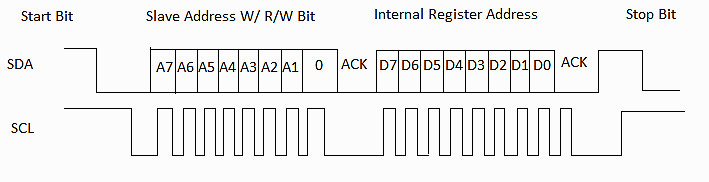 Start Bit Slave Address W/ R/W Bit Internal Register Address Stop Bit
SDA A7 A6 A5 A4 A3 A2 A1 0 ACK D7 D6 D5 D4 D3 D2 D1 D0 ACK
SCL